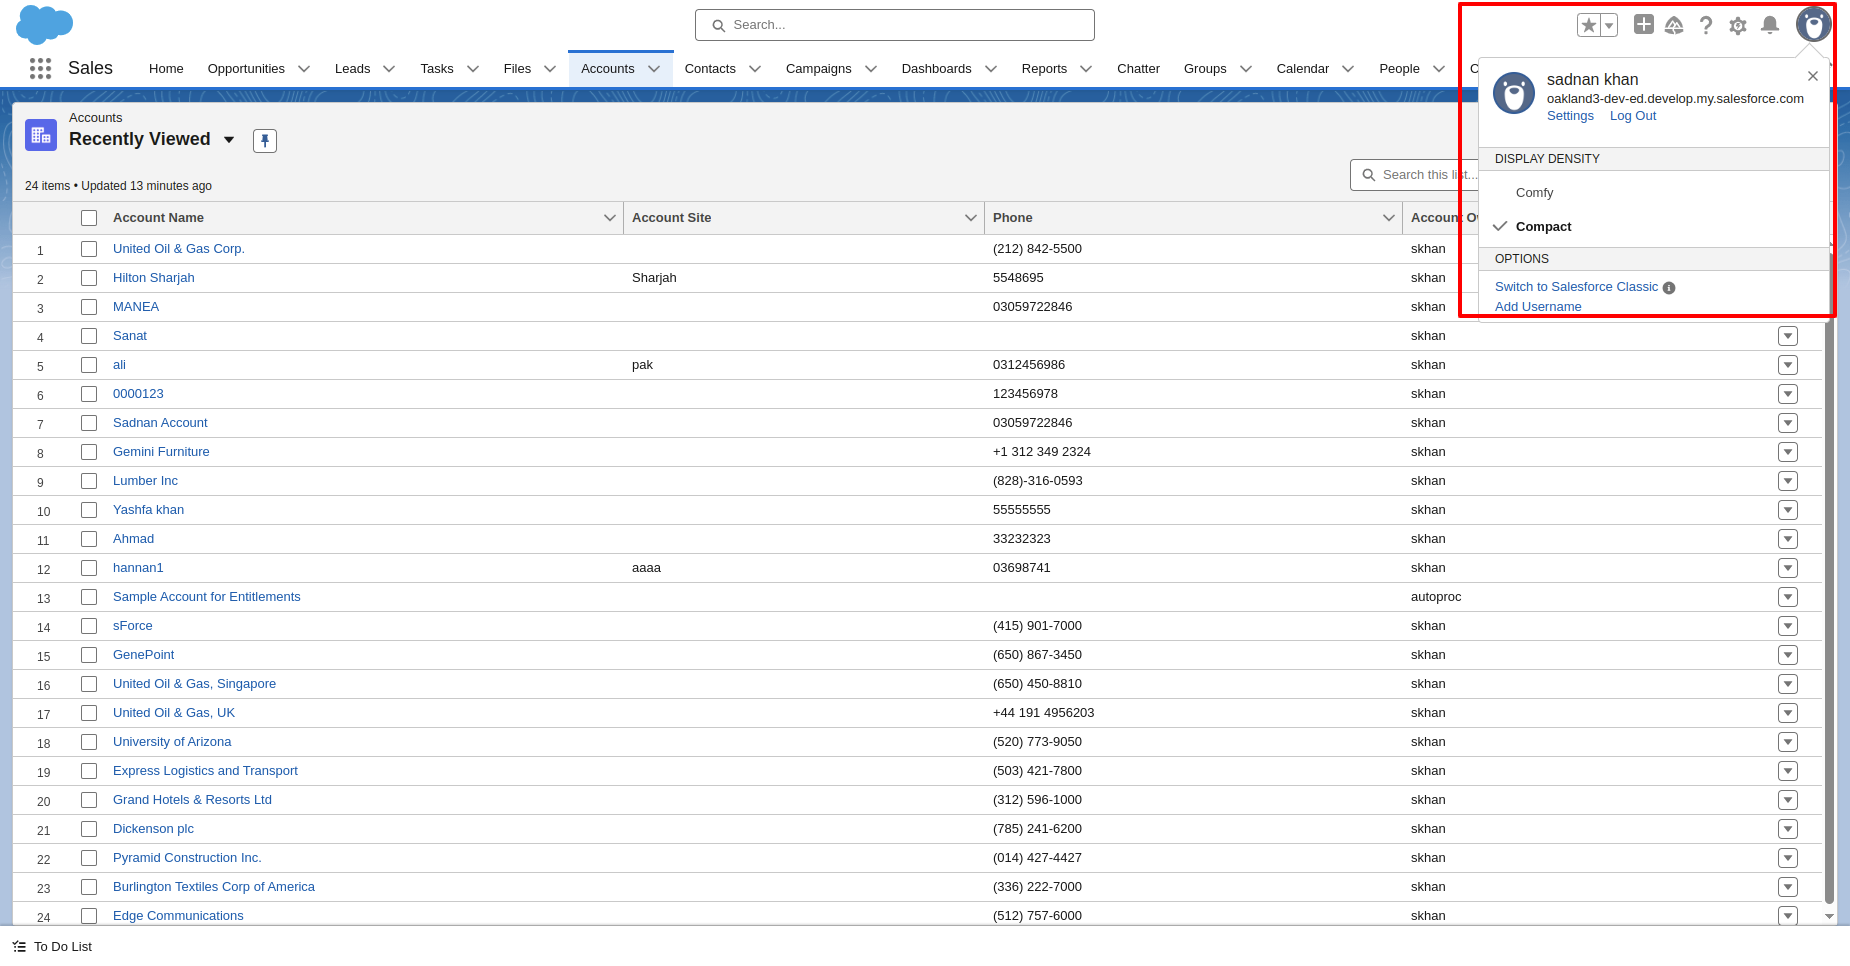 Search...
Sales
Home
Opportunities
Leads
Tasks
Files
Accounts
Contacts
Campaigns
Dashboards
Reports
Chatter
Groups
Calendar
People
sadnan khan
oakland3-dev-ed.develop.my.salesforce.com
Settings Log Out
DISPLAY DENSITY
Comfy
Compact
OPTIONS
Switch to Salesforce Classic
Add Username
Accounts
Recently Viewed
24 items • Updated 13 minutes ago
Search this list...
Account Name Account Site Phone Account
1 United Oil & Gas Corp. (212) 842-5500 skhan
2 Hilton Sharjah Sharjah 5548695 skhan
3 MANEA 03059722846 skhan
4 Sanat skhan
5 ali pak 0312456986 skhan
6 0000123 123456978 skhan
7 Sadnan Account 03059722846 skhan
8 Gemini Furniture +1 312 349 2324 skhan
9 Lumber Inc (828)-316-0593 skhan
10 Yashfa khan 55555555 skhan
11 Ahmad 33232323 skhan
12 hannan1 aaaa 03698741 skhan
13 Sample Account for Entitlements autoproc
14 sForce (415) 901-7000 skhan
15 GenePoint (650) 867-3450 skhan
16 United Oil & Gas, Singapore (650) 450-8810 skhan
17 United Oil & Gas, UK +44 191 4956203 skhan
18 University of Arizona (520) 773-9050 skhan
19 Express Logistics and Transport (503) 421-7800 skhan
20 Grand Hotels & Resorts Ltd (312) 596-1000 skhan
21 Dickenson plc (785) 241-6200 skhan
22 Pyramid Construction Inc. (014) 427-4427 skhan
23 Burlington Textiles Corp of America (336) 222-7000 skhan
24 Edge Communications (512) 757-6000 skhan
To Do List